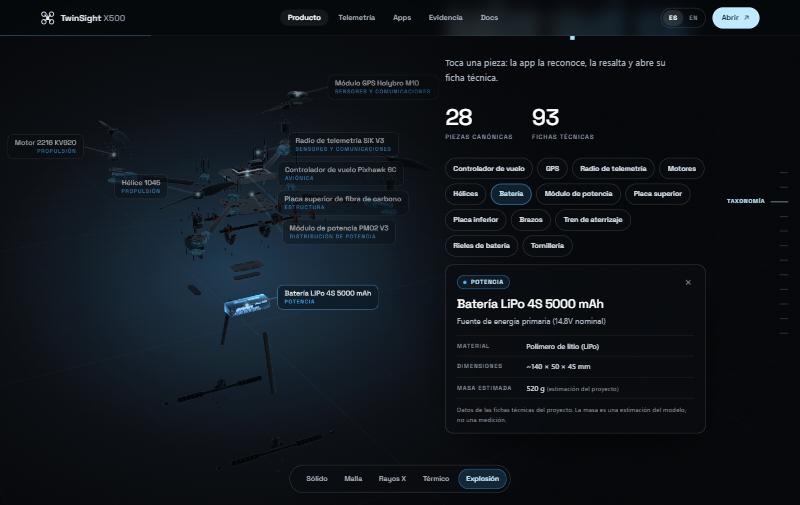 TwinSight X500
Producto
Telemetría
Apps
Evidencia
Docs
ES
EN
Abrir ↗
Toca una pieza: la app la reconoce, la resalta y abre su
ficha técnica.
28
PIEZAS CANÓNICAS
93
FICHAS TÉCNICAS
Controlador de vuelo
GPS
Radio de telemetría
Motores
Hélices
Batería
Módulo de potencia
Placa superior
Placa inferior
Brazos
Tren de aterrizaje
Rieles de batería
Tornillería
TAXONOMÍA
POTENCIA
×
Batería LiPo 4S 5000 mAh
Fuente de energía primaria (14.8V nominal)
MATERIAL
Polímero de litio (LiPo)
DIMENSIONES
~140 × 50 × 45 mm
MASA ESTIMADA
520 g (estimación del proyecto)
Datos de las fichas técnicas del proyecto. La masa es una estimación del modelo,
no una medición.
Módulo GPS Holybro M10
SENSORES Y COMUNICACIONES
Motor 2216 KV920
PROPULSIÓN
Radio de telemetría SiK V3
SENSORES Y COMUNICACIONES
Controlador de vuelo Pixhawk 6C
AVIÓNICA
Hélice 1045
PROPULSIÓN
Placa superior de fibra de carbono
ESTRUCTURA
Módulo de potencia PM02 V3
DISTRIBUCIÓN DE POTENCIA
Batería LiPo 4S 5000 mAh
POTENCIA
Sólido
Malla
Rayos X
Térmico
Explosión